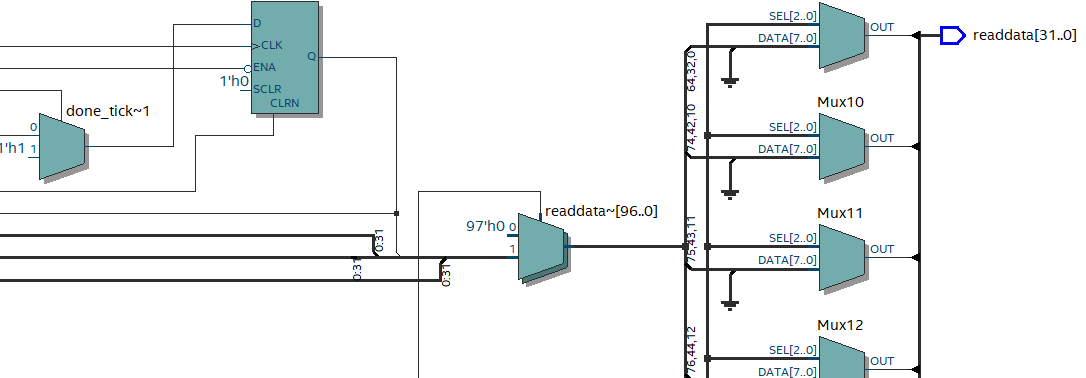 D
>CLK
ENA
1'h0
SCLR
CLRN
Q
done_tick~1
0
1'h1
1
SEL[2..0]
DATA[7..0]
OUT
readdata[31..0]
64,32,0
Mux10
74,42,10
SEL[2..0]
DATA[7..0]
OUT
readdata~[96..0]
97'h0
0
1
0:31
0:31
0:31
Mux11
75,43,11
SEL[2..0]
DATA[7..0]
OUT
Mux12
76,44,12
SEL[2..0]
DATA[7..0]
OUT